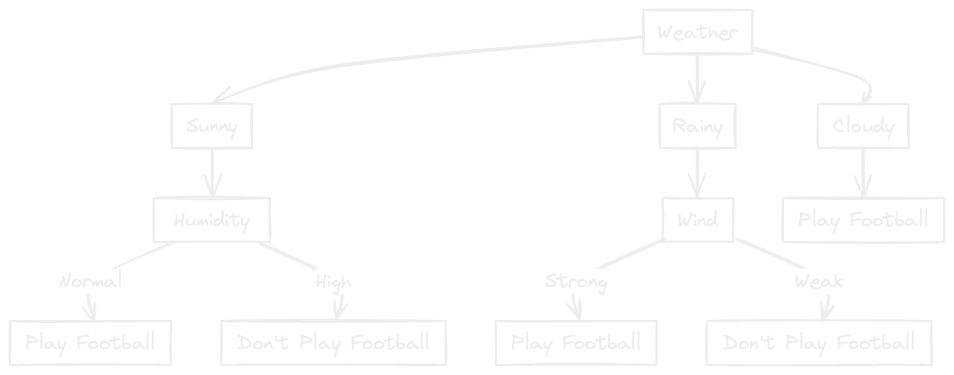 Weather
Sunny
Rainy
Cloudy
Humidity
Wind
Play Football
Normal
High
Strong
Weak
Play Football
Don't Play Football
Play Football
Don't Play Football